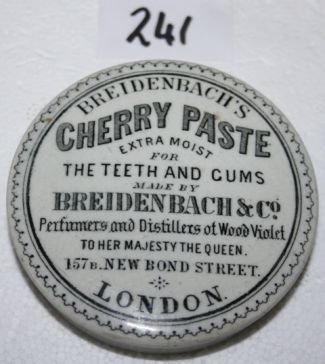 241
BREIDENBACH'S
CHERRY PASTE
EXTRA MOIST
FOR
THE TEETH AND GUMS
MADE BY
BREIDENBACH & Co.
Perfumers and Distillers of Wood Violet
TO HER MAJESTY THE QUEEN.
157B. NEW BOND STREET.
LONDON.